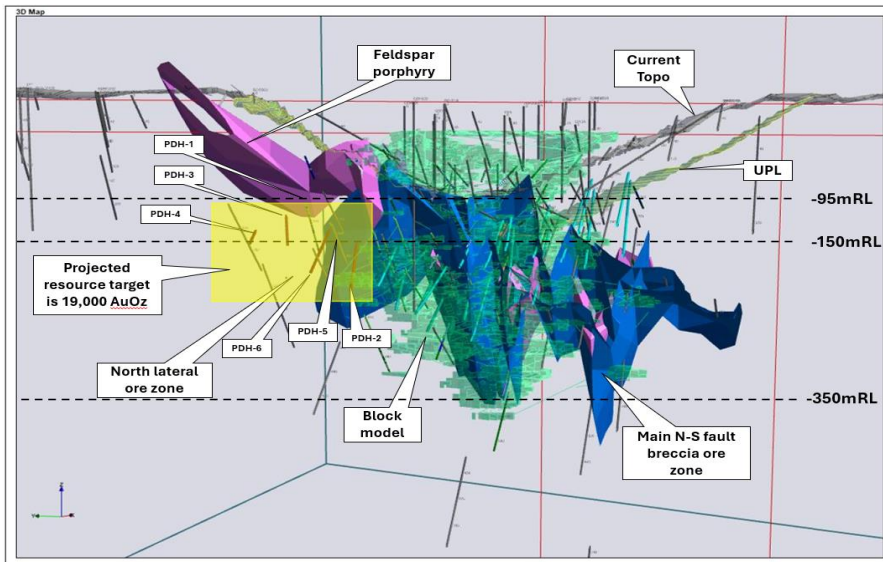 3D Map
Feldspar
porphyry
Current
Topo
PDH-1
PDH-3
UPL
PDH-4
-95mRL
-150mRL
Projected
resource target
is 19,000 AuOz
PDH-5
PDH-2
PDH-6
North lateral
ore zone
Block
model
-350mRL
Main N-S fault
breccia ore
zone
Z